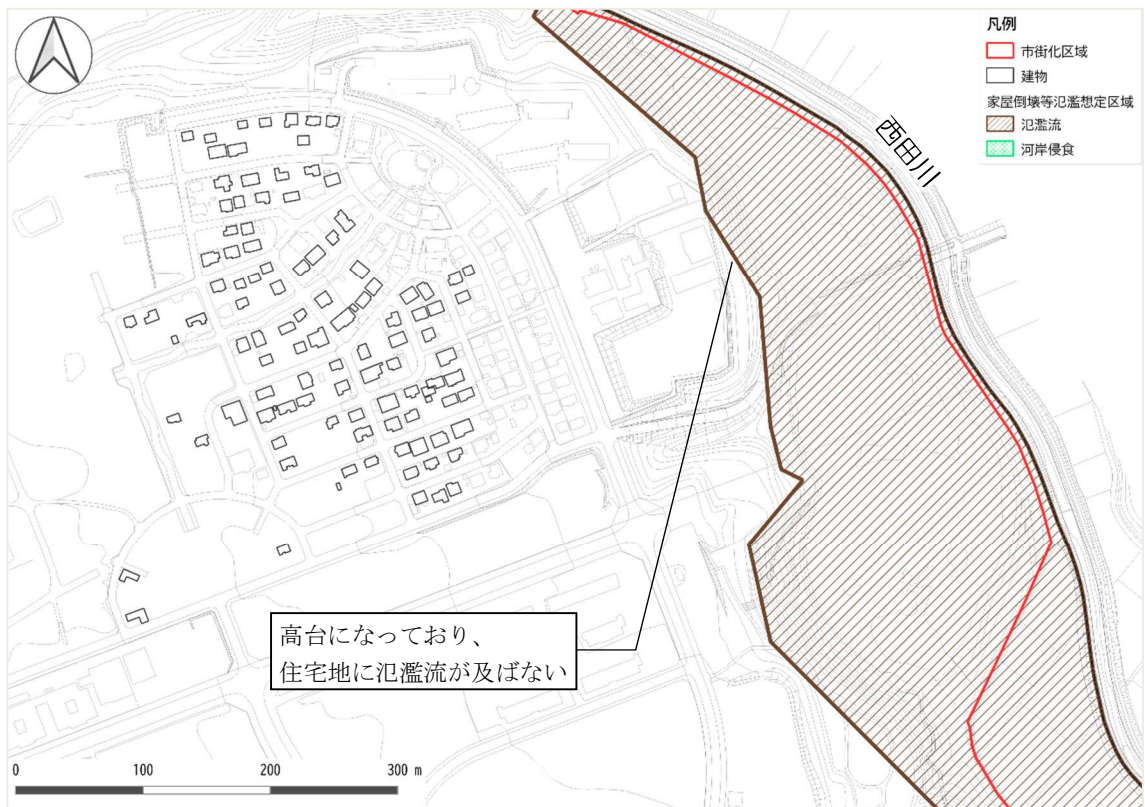 凡例
市街化区域
建物
家屋倒壊等氾濫想定区域
氾濫流
河岸侵食
西田川
高台になっており、
住宅地に氾濫流が及ばない
0 100 200 300 m